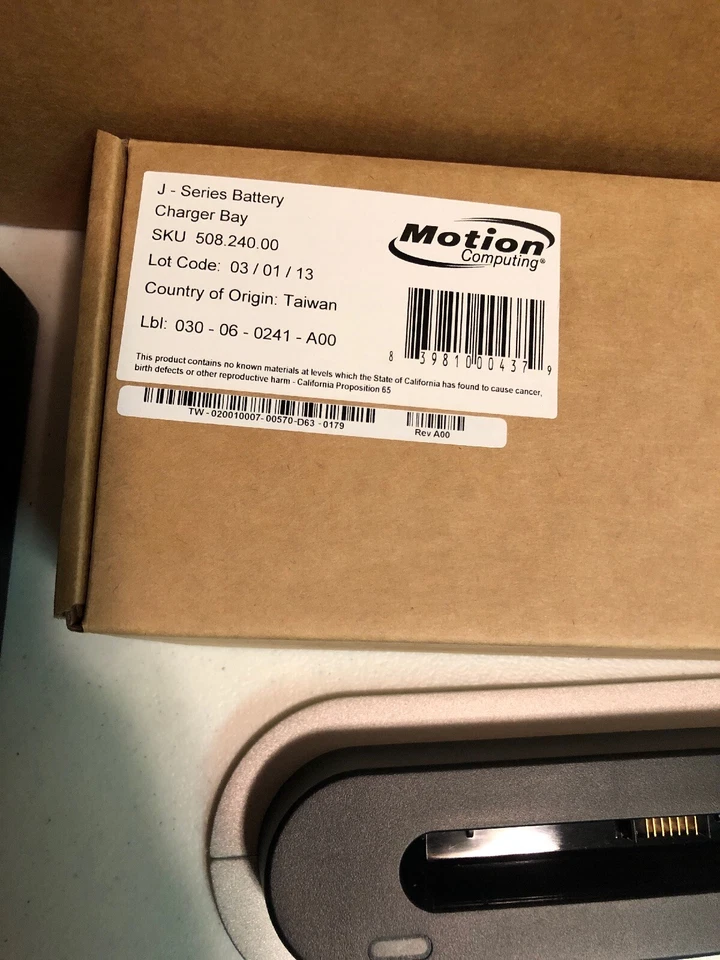 J - Series Battery
Charger Bay
SKU 508.240.00
Lot Code: 03 / 01 / 13
Country of Origin: Taiwan
Lbl: 030 - 06 - 0241 - A00
Motion
Computing®
8 39810 00437 9
This product contains no known materials at levels which the State of California has found to cause cancer,
birth defects or other reproductive harm - California Proposition 65
TW - 020010007- 00570-D63 - 0179
Rev A00